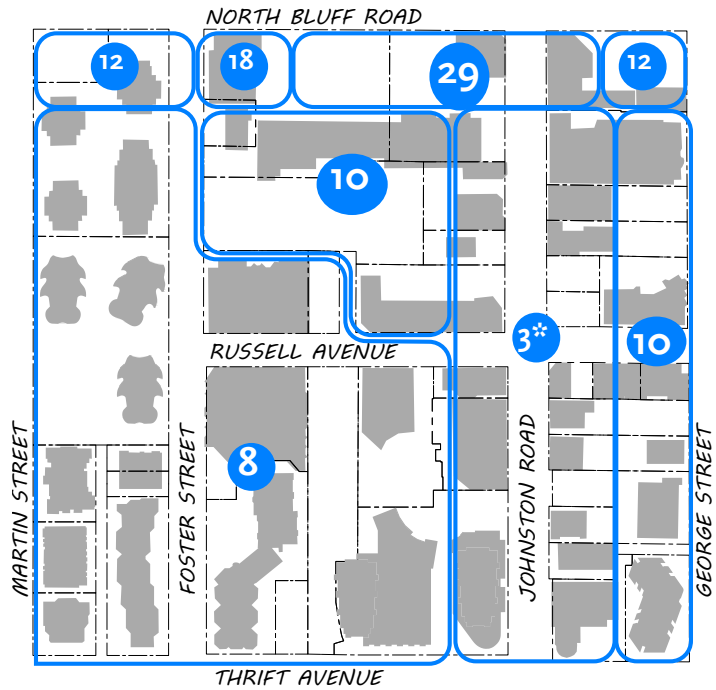 NORTH BLUFF ROAD
12
18
29
12
10
3*
10
RUSSELL AVENUE
8
MARTIN STREET
FOSTER STREET
JOHNSTON ROAD
GEORGE STREET
THRIFT AVENUE